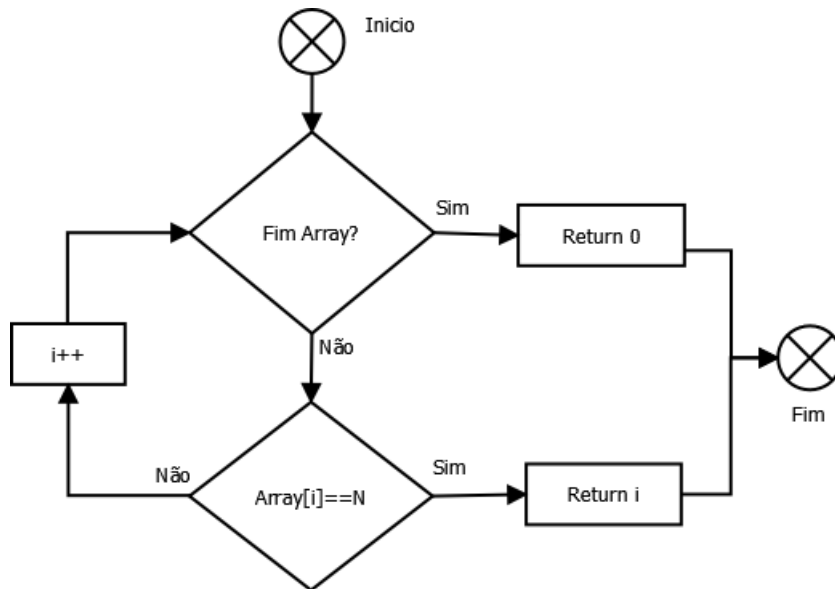 Inicio
Fim Array?
Sim
Return 0
Não
i++
Fim
Não
Array[i]==N
Sim
Return i